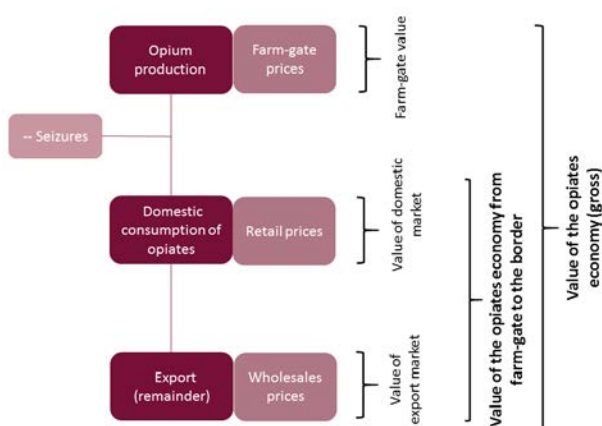 Opium
production
Farm-gate
prices
Farm-gate value
-- Seizures
Domestic
consumption of
opiates
Retail prices
Value of domestic
market
Export
(remainder)
Wholesales
prices
Value of
export market
Value of the opiates economy from
farm-gate to the border
Value of the opiates
economy (gross)